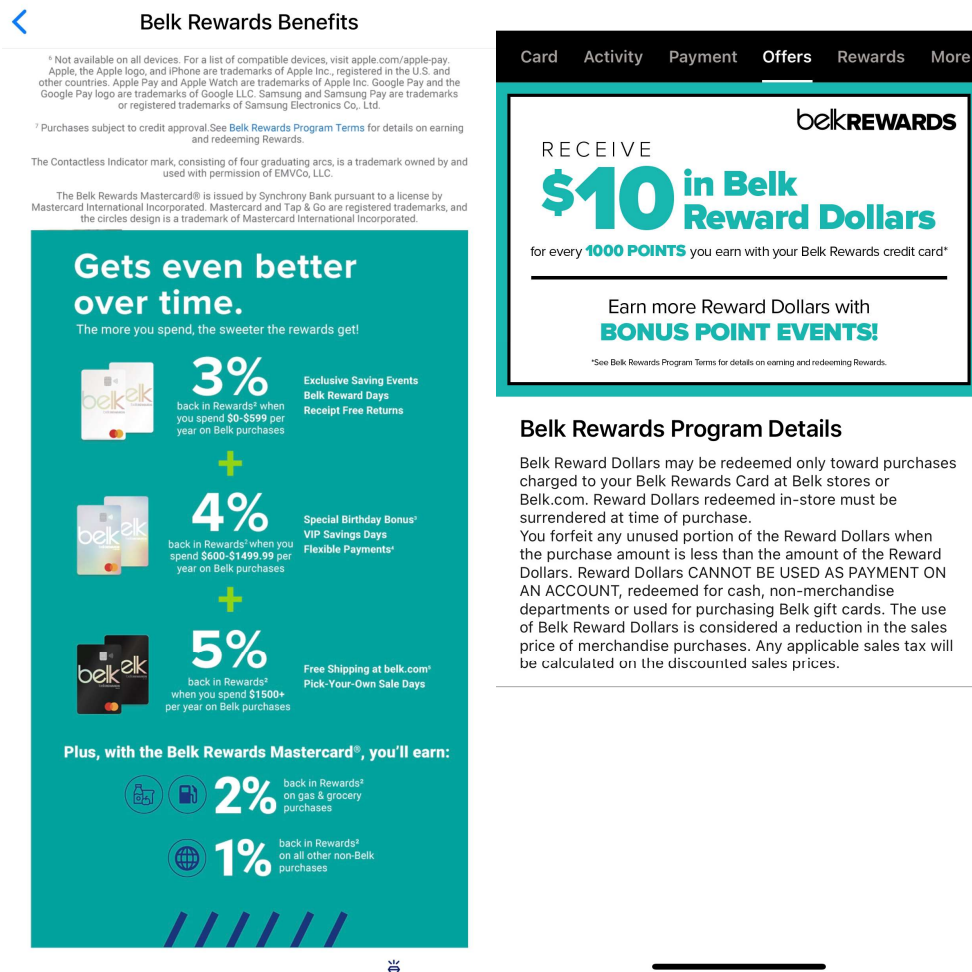 Belk Rewards Benefits
⁶ Not available on all devices. For a list of compatible devices, visit apple.com/apple-pay.
Apple, the Apple logo, and iPhone are trademarks of Apple Inc., registered in the U.S. and
other countries. Apple Pay and Apple Watch are trademarks of Apple Inc. Google Pay and the
Google Pay logo are trademarks of Google LLC. Samsung and Samsung Pay are trademarks
or registered trademarks of Samsung Electronics Co,. Ltd.
⁷ Purchases subject to credit approval.See Belk Rewards Program Terms for details on earning
and redeeming Rewards.
The Contactless Indicator mark, consisting of four graduating arcs, is a trademark owned by and
used with permission of EMVCo, LLC.
The Belk Rewards Mastercard® is issued by Synchrony Bank pursuant to a license by
Mastercard International Incorporated. Mastercard and Tap & Go are registered trademarks, and
the circles design is a trademark of Mastercard International Incorporated.
Gets even better
over time.
The more you spend, the sweeter the rewards get!
belk
elk
3%
back in Rewards² when
you spend $0-$599 per
year on Belk purchases
Exclusive Saving Events
Belk Reward Days
Receipt Free Returns
+
belk
elk
4%
back in Rewards² when you
spend $600-$1499.99 per
year on Belk purchases
Special Birthday Bonus³
VIP Savings Days
Flexible Payments⁴
+
belk
elk
5%
back in Rewards²
when you spend $1500+
per year on Belk purchases
Free Shipping at belk.com⁵
Pick-Your-Own Sale Days
Plus, with the Belk Rewards Mastercard®, you'll earn:
2%
back in Rewards²
on gas & grocery
purchases
1%
back in Rewards²
on all other non-Belk
purchases
Card Activity Payment Offers Rewards More
belkREWARDS
RECEIVE
$10 in Belk
Reward Dollars
for every 1000 POINTS you earn with your Belk Rewards credit card*
Earn more Reward Dollars with
BONUS POINT EVENTS!
*See Belk Rewards Program Terms for details on earning and redeeming Rewards.
Belk Rewards Program Details
Belk Reward Dollars may be redeemed only toward purchases
charged to your Belk Rewards Card at Belk stores or
Belk.com. Reward Dollars redeemed in-store must be
surrendered at time of purchase.
You forfeit any unused portion of the Reward Dollars when
the purchase amount is less than the amount of the Reward
Dollars. Reward Dollars CANNOT BE USED AS PAYMENT ON
AN ACCOUNT, redeemed for cash, non-merchandise
departments or used for purchasing Belk gift cards. The use
of Belk Reward Dollars is considered a reduction in the sales
price of merchandise purchases. Any applicable sales tax will
be calculated on the discounted sales prices.